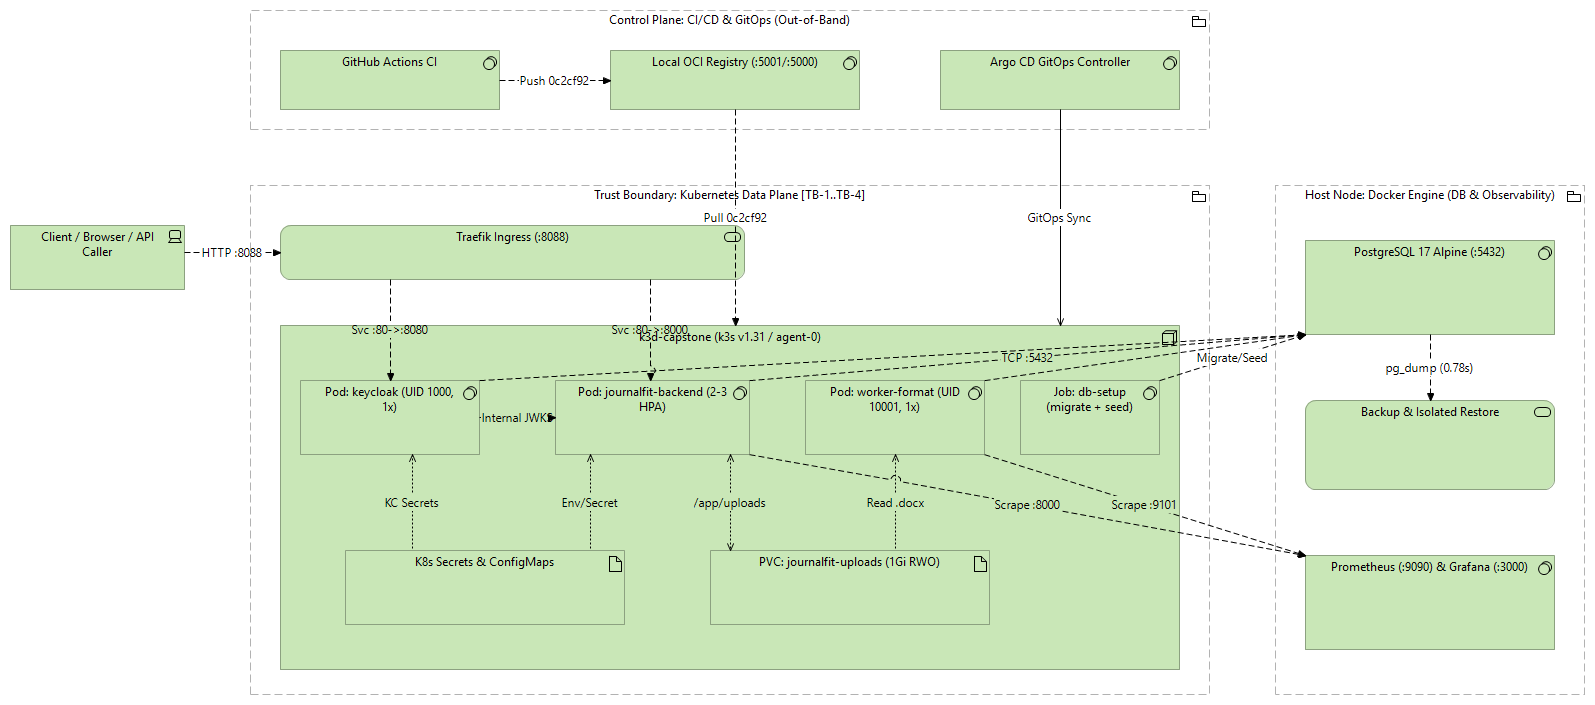 Control Plane: CI/CD & GitOps (Out-of-Band)
GitHub Actions CI
Push 0c2cf92
Local OCI Registry (:5001/:5000)
Argo CD GitOps Controller
Trust Boundary: Kubernetes Data Plane [TB-1..TB-4]
Host Node: Docker Engine (DB & Observability)
Pull 0c2cf92
GitOps Sync
Client / Browser / API
Caller
HTTP :8088
Traefik Ingress (:8088)
PostgreSQL 17 Alpine (:5432)
Svc :80->:8080
Svc :80->:8000
k3d-capstone (k3s v1.31 / agent-0)
TCP :5432
Migrate/Seed
pg_dump (0.78s)
Pod: keycloak (UID 1000,
1x)
Internal JWKS
Pod: journalfit-backend (2-3
HPA)
Pod: worker-format (UID
10001, 1x)
Job: db-setup
(migrate + seed)
Backup & Isolated Restore
KC Secrets
Env/Secret
/app/uploads
Read .docx
Scrape :8000
Scrape :9101
K8s Secrets & ConfigMaps
PVC: journalfit-uploads (1Gi RWO)
Prometheus (:9090) & Grafana (:3000)